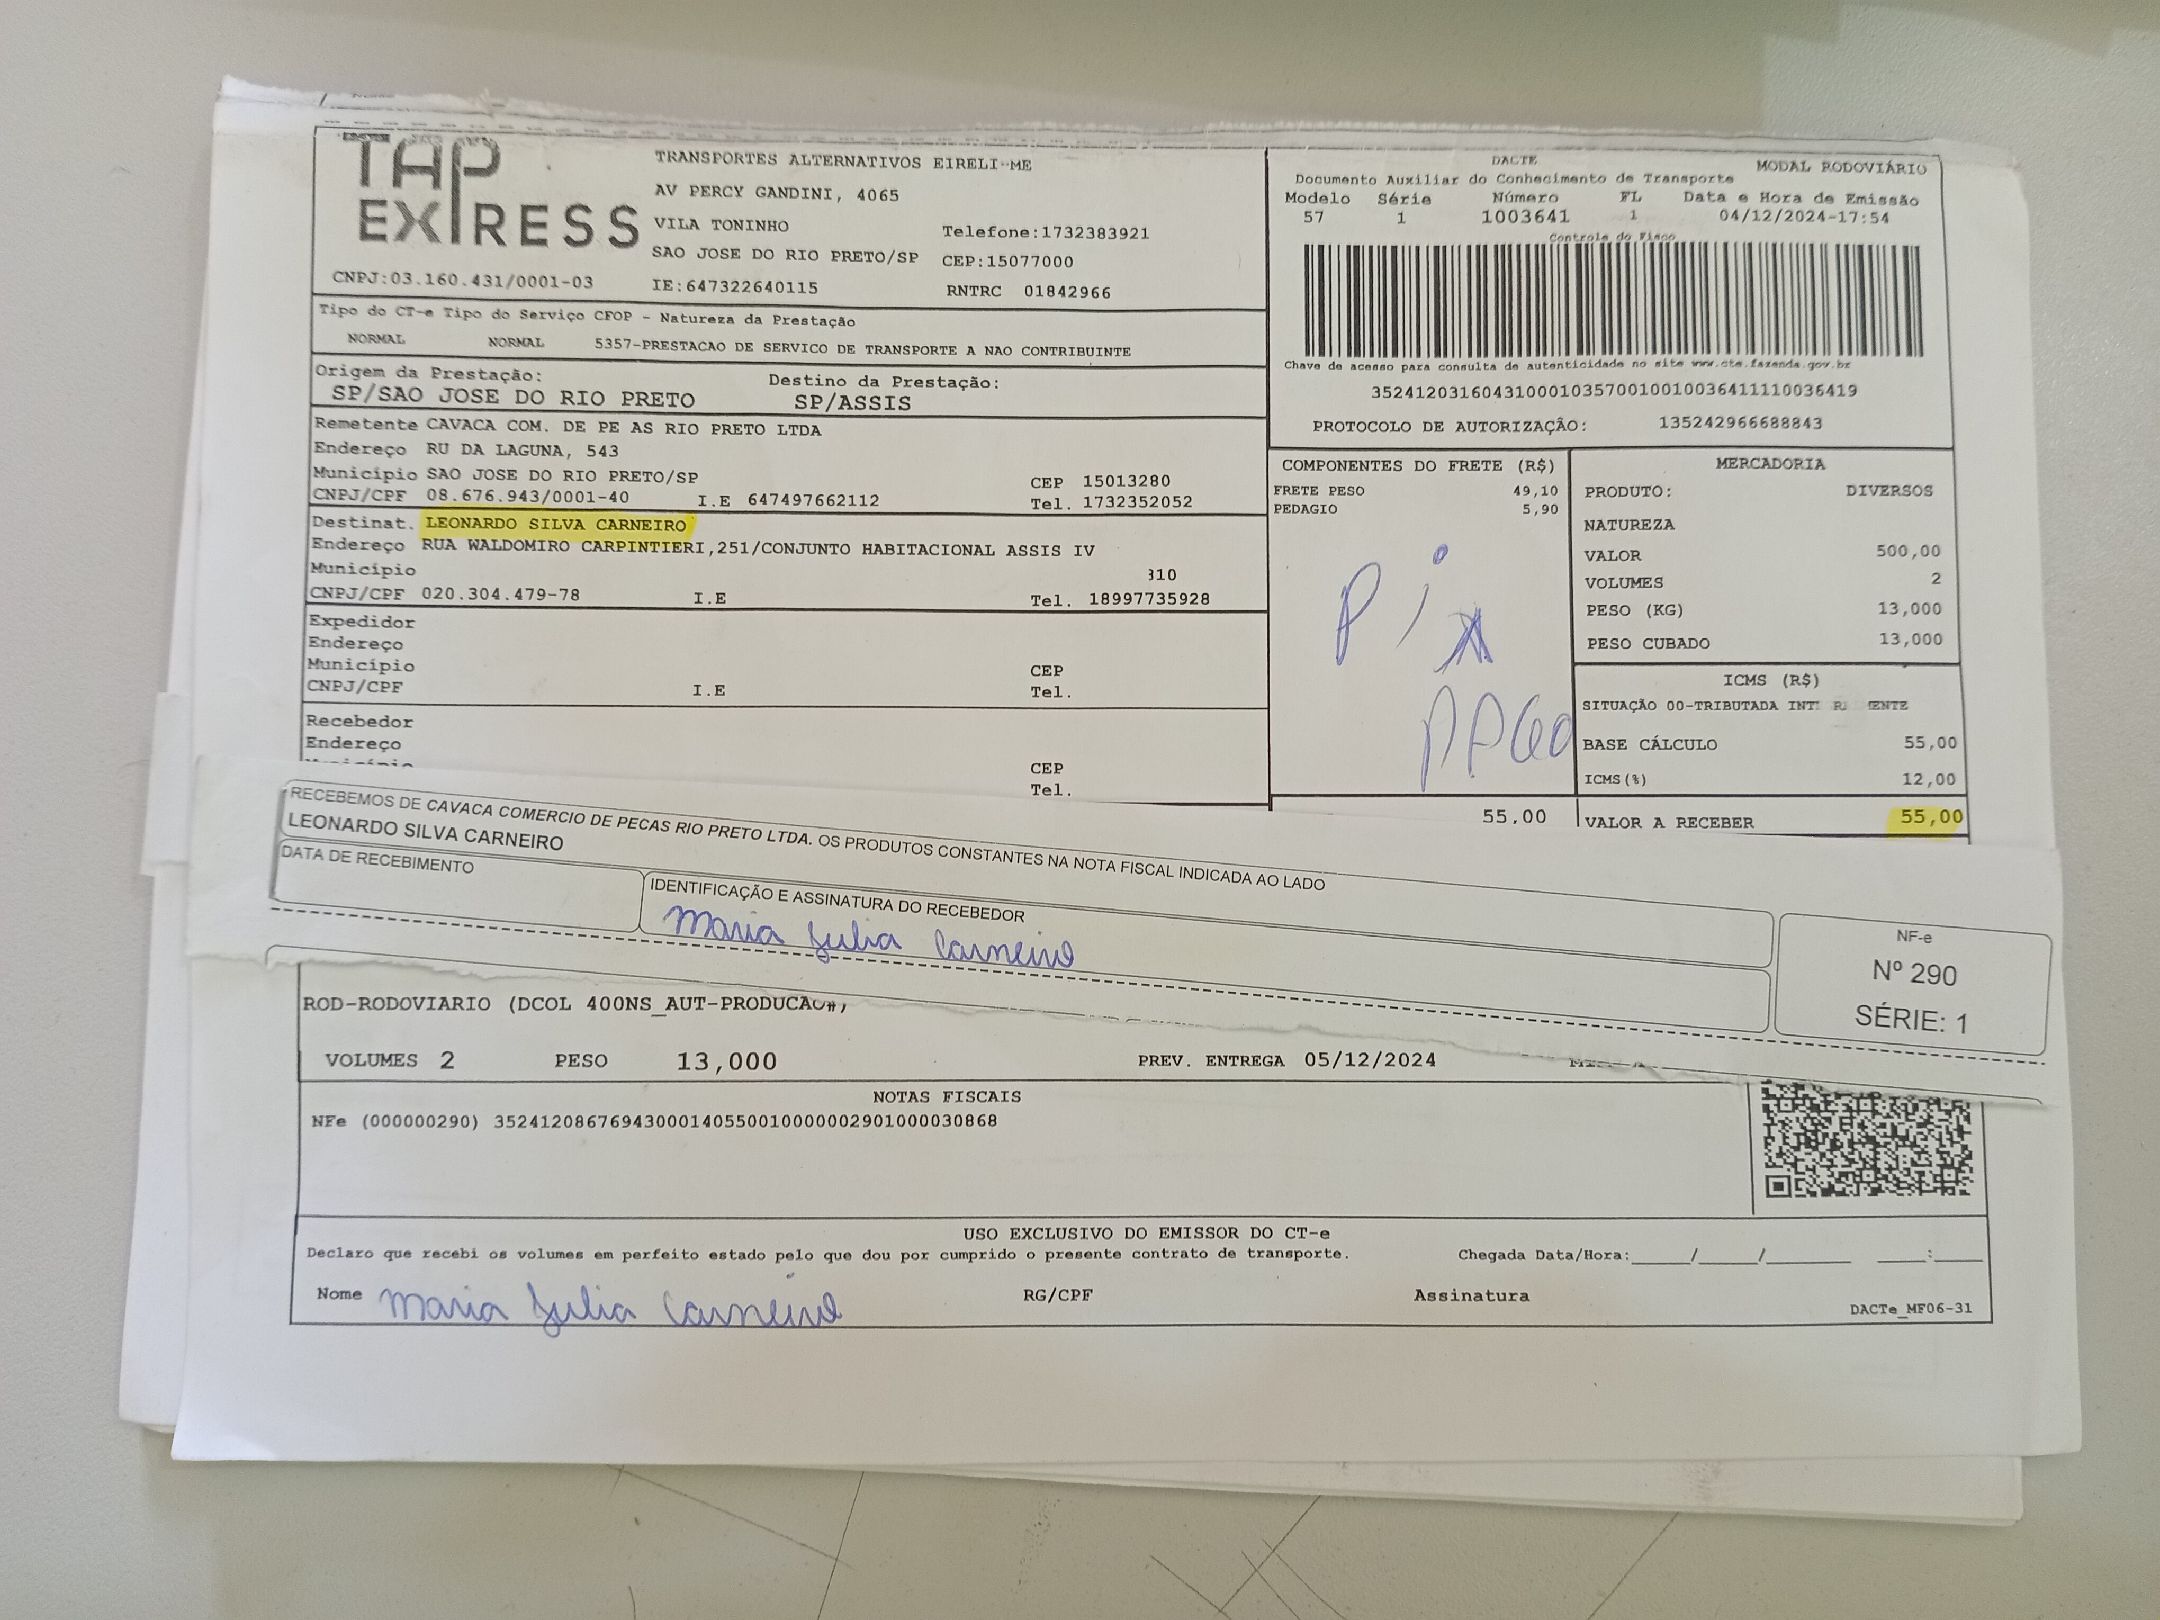 TAP
EXPRESS
CNPJ:03.160.431/0001-03
TRANSPORTES ALTERNATIVOS EIRELI-ME
AV PERCY GANDINI, 4065
VILA TONINHO
Telefone:1732383921
SAO JOSE DO RIO PRETO/SP CEP:15077000
IE:647322640115 RNTRC 01842966
DACTE MODAL RODOVIÁRIO
Documento Auxiliar do Conhecimento de Transporte
Modelo Série Número FL Data e Hora de Emissão
57 1 1003641 1 04/12/2024-17:54
Controle do Fisco
Chave de acesso para consulta de autenticidade no site www.cte.fazenda.gov.br
35241203160431000103570010010036411110036419
PROTOCOLO DE AUTORIZAÇÃO: 135242966688843
Tipo do CT-e Tipo do Serviço CFOP - Natureza da Prestação
NORMAL NORMAL 5357-PRESTACAO DE SERVICO DE TRANSPORTE A NAO CONTRIBUINTE
Origem da Prestação: Destino da Prestação:
SP/SAO JOSE DO RIO PRETO SP/ASSIS
Remetente CAVACA COM. DE PE AS RIO PRETO LTDA
Endereço RU DA LAGUNA, 543
Município SAO JOSE DO RIO PRETO/SP CEP 15013280
CNPJ/CPF 08.676.943/0001-40 I.E 647497662112 Tel. 1732352052
Destinat. LEONARDO SILVA CARNEIRO
Endereço RUA WALDOMIRO CARPINTIERI,251/CONJUNTO HABITACIONAL ASSIS IV
Município 310
CNPJ/CPF 020.304.479-78 I.E Tel. 18997735928
Expedidor
Endereço
Município CEP
CNPJ/CPF I.E Tel.
Recebedor
Endereço
CEP
Tel.
COMPONENTES DO FRETE (R$)
FRETE PESO 49,10
PEDAGIO 5,90
Pix
PAGO
55,00
MERCADORIA
PRODUTO: DIVERSOS
NATUREZA
VALOR 500,00
VOLUMES 2
PESO (KG) 13,000
PESO CUBADO 13,000
ICMS (R$)
SITUAÇÃO 00-TRIBUTADA
BASE CÁLCULO 55,00
ICMS(%) 12,00
VALOR A RECEBER 55,00
RECEBEMOS DE CAVACA COMERCIO DE PECAS RIO PRETO LTDA. OS PRODUTOS CONSTANTES NA NOTA FISCAL INDICADA AO LADO
LEONARDO SILVA CARNEIRO
DATA DE RECEBIMENTO
IDENTIFICAÇÃO E ASSINATURA DO RECEBEDOR
Maria Julia Carneiro
NF-e
Nº 290
SÉRIE: 1
ROD-RODOVIARIO (DCOL 400NS_AUT-PRODUCAO#)
VOLUMES 2 PESO 13,000 PREV. ENTREGA 05/12/2024
NOTAS FISCAIS
NFe (000000290) 35241208676943000140550010000002901000030868
USO EXCLUSIVO DO EMISSOR DO CT-e
Declaro que recebi os volumes em perfeito estado pelo que dou por cumprido o presente contrato de transporte. Chegada Data/Hora:____/____/______ ___:___
Nome Maria Julia Carneiro RG/CPF Assinatura
DACTe_MF06-31